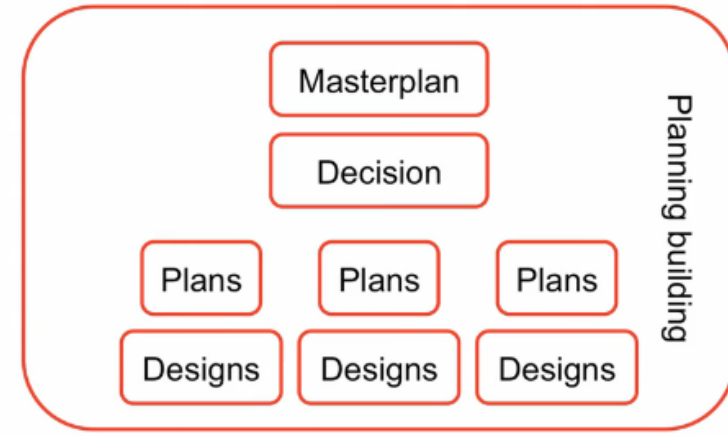 Masterplan
Decision
Plans Plans Plans
Designs Designs Designs
Planning building